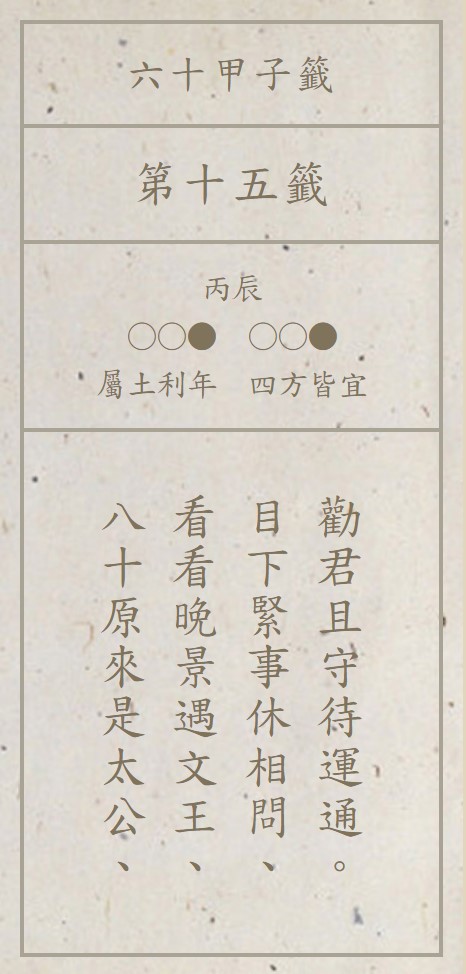 六十甲子籤
第十五籤
丙辰
○○● ○○●
屬土利年 四方皆宜
八十原來是太公、
看看晚景遇文王、
目下緊事休相問、
勸君且守待運通。